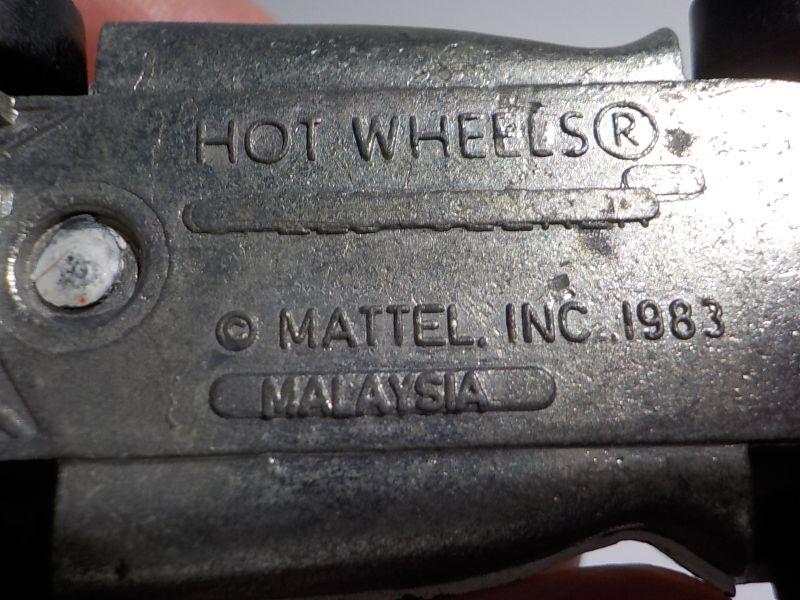 HOT WHEELS®
© MATTEL. INC. 1983
MALAYSIA